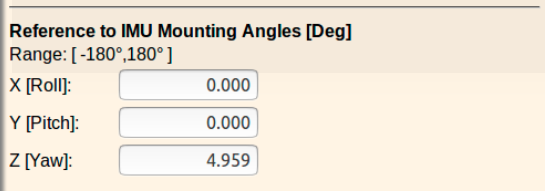 Reference to IMU Mounting Angles [Deg]
Range: [ -180°,180° ]
X [Roll]: 0.000
Y [Pitch]: 0.000
Z [Yaw]: 4.959